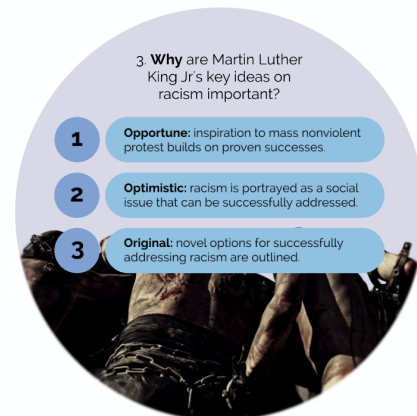 3. Why are Martin Luther
King Jr's key ideas on
racism important?
1
Opportune: inspiration to mass nonviolent
protest builds on proven successes.
2
Optimistic: racism is portrayed as a social
issue that can be successfully addressed.
3
Original: novel options for successfully
addressing racism are outlined.